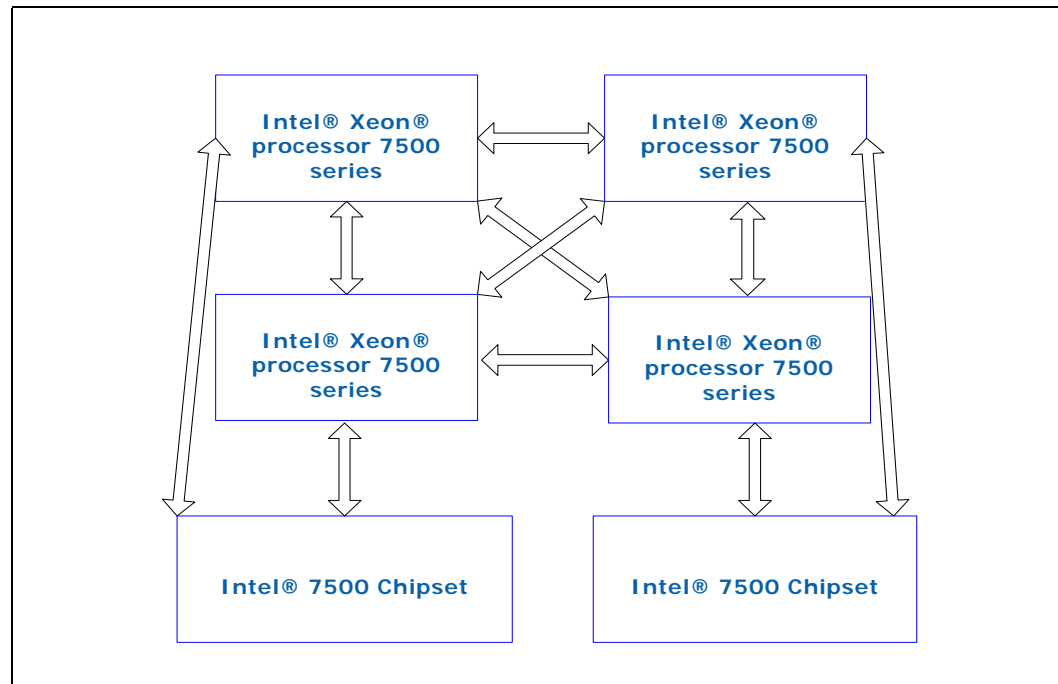 Intel® Xeon®
processor 7500
series
Intel® Xeon®
processor 7500
series
Intel® Xeon®
processor 7500
series
Intel® Xeon®
processor 7500
series
Intel® 7500 Chipset
Intel® 7500 Chipset